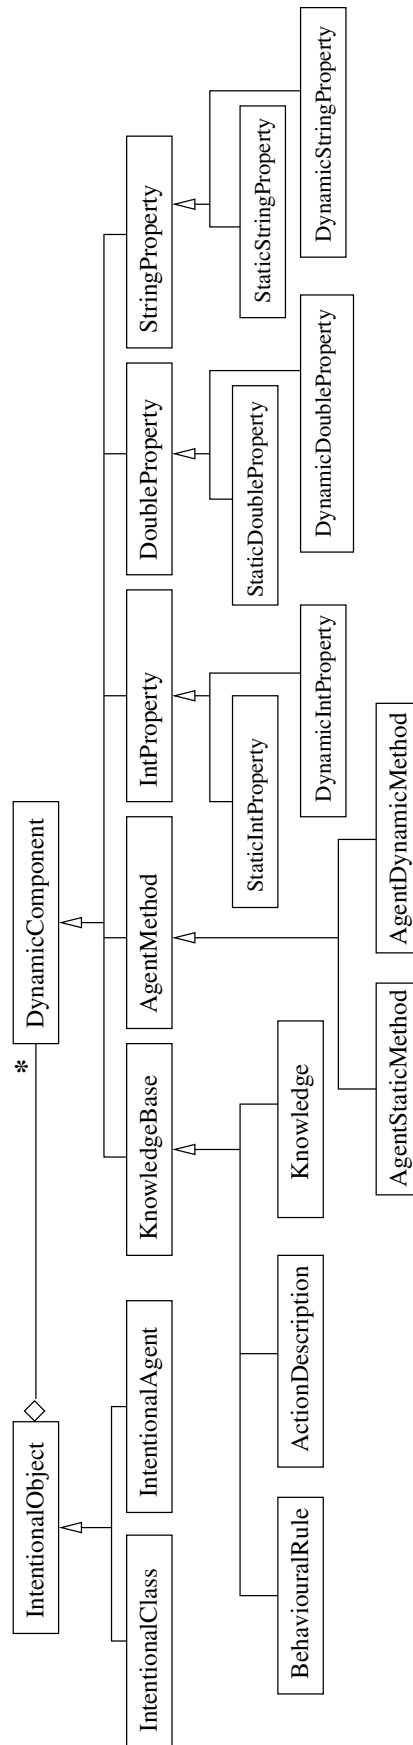 IntentionalObject
*
DynamicComponent
IntentionalClass
IntentionalAgent
KnowledgeBase
AgentMethod
IntProperty
DoubleProperty
StringProperty
BehaviouralRule
ActionDescription
Knowledge
StaticIntProperty
StaticDoubleProperty
StaticStringProperty
DynamicIntProperty
DynamicDoubleProperty
DynamicStringProperty
AgentStaticMethod
AgentDynamicMethod